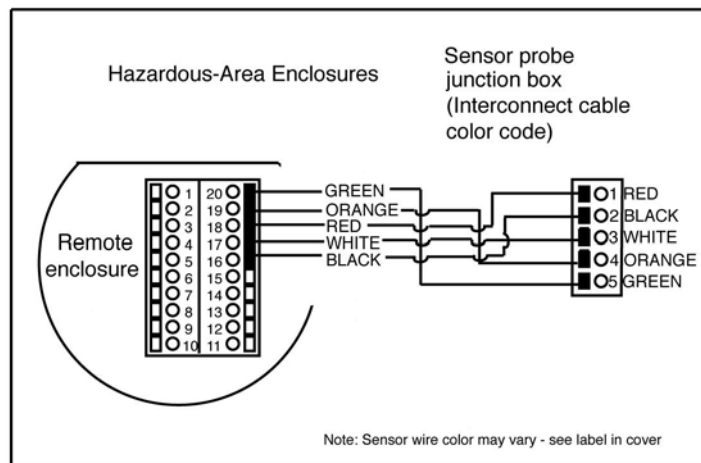 Hazardous-Area Enclosures
Sensor probe
junction box
(Interconnect cable
color code)
Remote
enclosure
1 20
2 19
3 18
4 17
5 16
6 15
7 14
8 13
9 12
10 11
GREEN
ORANGE
RED
WHITE
BLACK
1 RED
2 BLACK
3 WHITE
4 ORANGE
5 GREEN
Note: Sensor wire color may vary - see label in cover